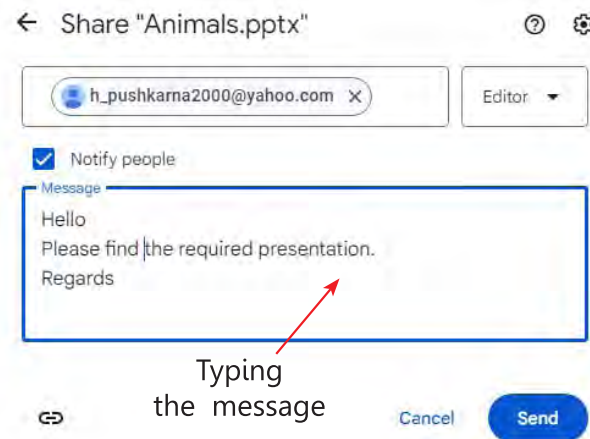 Share "Animals.pptx"
h_pushkarna2000@yahoo.com
Editor
Notify people
Message
Hello
Please find the required presentation.
Regards
Typing
the message
Cancel
Send